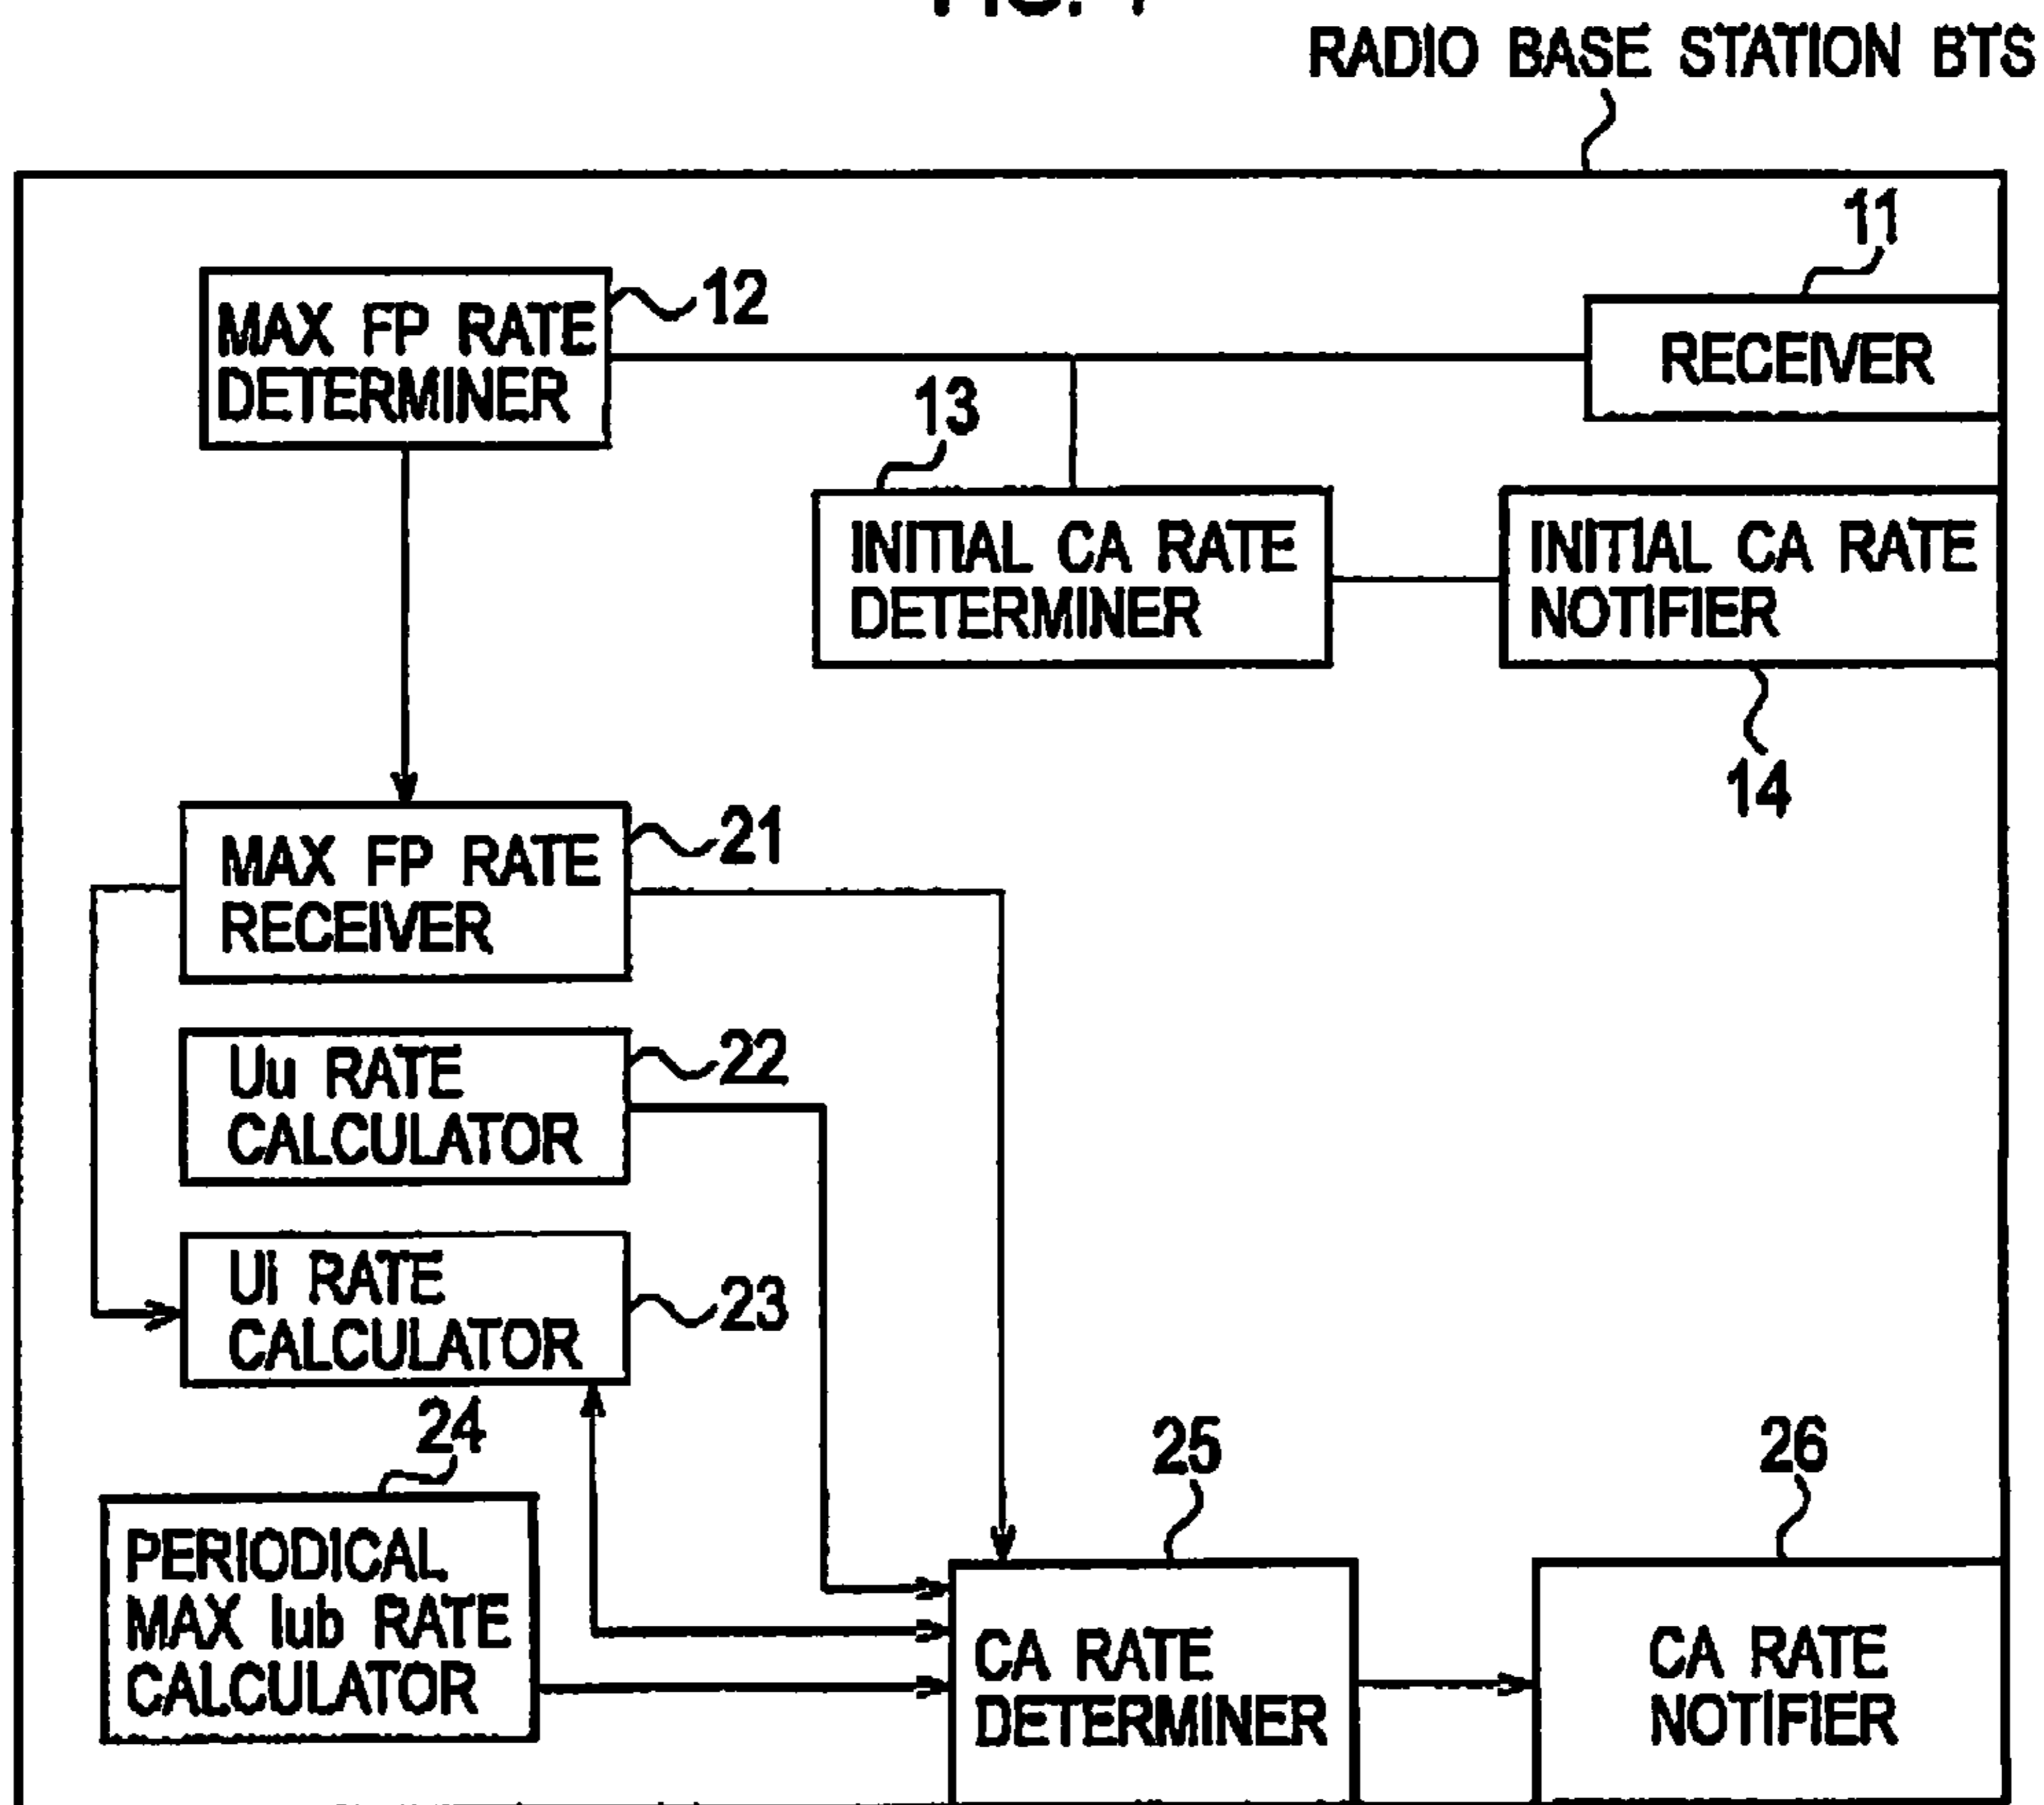 RADIO BASE STATION BTS
11
12
MAX FP RATE
DETERMINER
RECEIVER
13
INITIAL CA RATE
DETERMINER
INITIAL CA RATE
NOTIFIER
14
21
MAX FP RATE
RECEIVER
22
Uu RATE
CALCULATOR
Ui RATE
CALCULATOR
23
24
25
26
PERIODICAL
MAX Iub RATE
CALCULATOR
CA RATE
DETERMINER
CA RATE
NOTIFIER